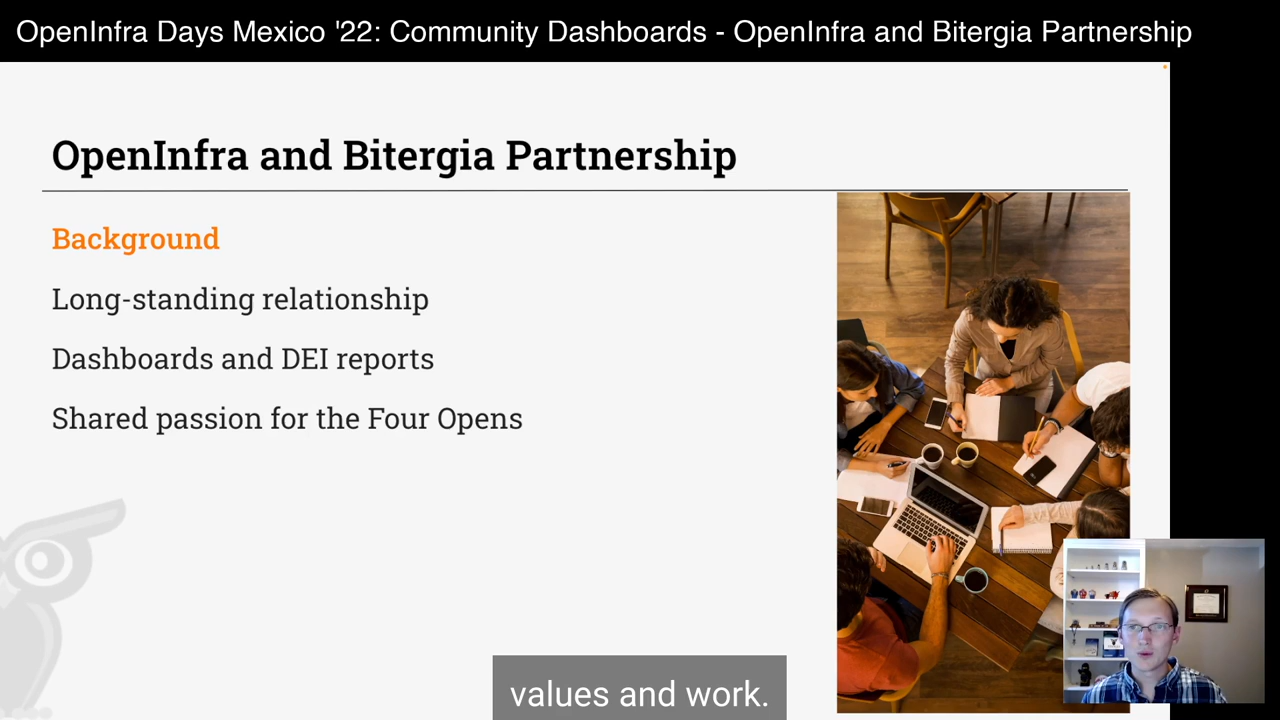 OpenInfra Days Mexico '22: Community Dashboards - OpenInfra and Bitergia Partnership
OpenInfra and Bitergia Partnership
Background
Long-standing relationship
Dashboards and DEI reports
Shared passion for the Four Opens
values and work.